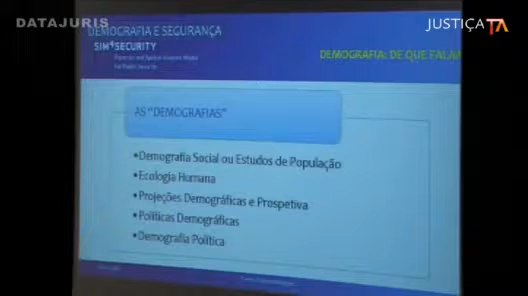 DATAJURIS
JUSTIÇA TA
DEMOGRAFIA E SEGURANÇA
SIM4SECURITY
DEMOGRAFIA: DE QUE FALAM
AS "DEMOGRAFIAS"
•Demografia Social ou Estudos de População
•Ecologia Humana
•Projeções Demográficas e Prospetiva
•Políticas Demográficas
•Demografia Política